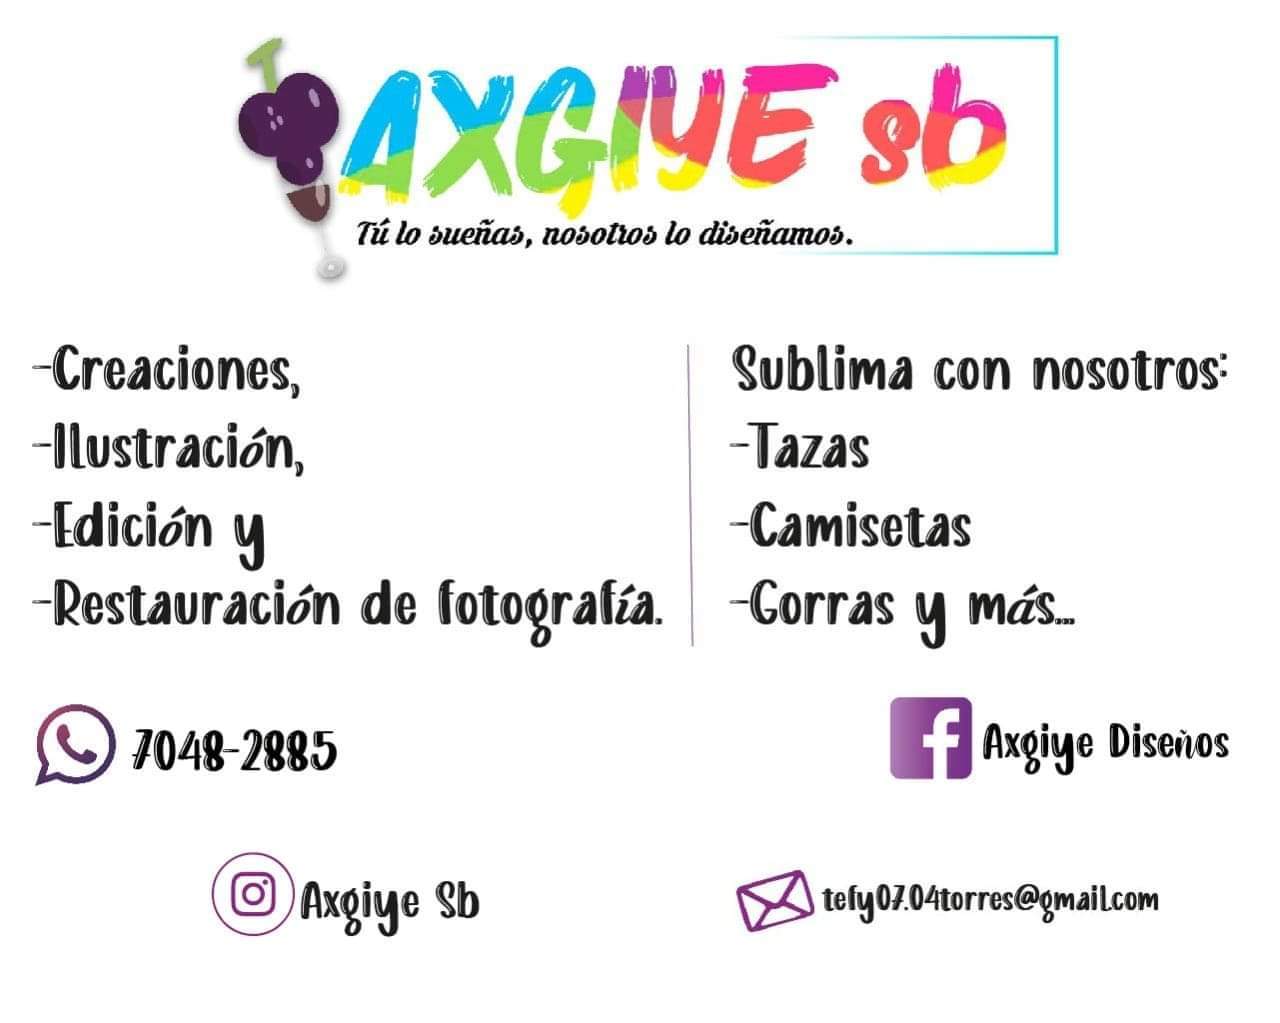 AXGIYE sb
Tú lo sueñas, nosotros lo diseñamos.
-Creaciones,
-Ilustración,
-Edición y
-Restauración de fotografía.
Sublima con nosotros:
-Tazas
-Camisetas
-Gorras y más...
7048-2885
Axgiye Diseños
Axgiye Sb
tefy07.04torres@gmail.com